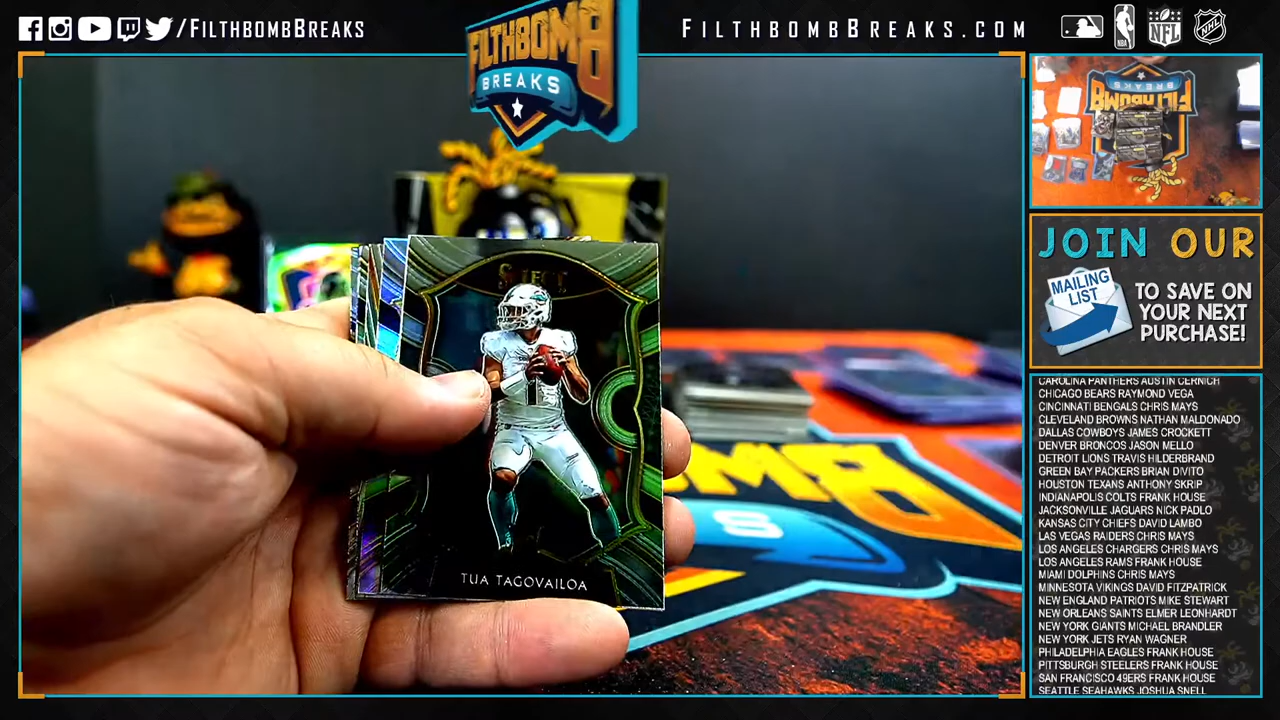 /FILTHBOMBBREAKS
FILTHBOMB
BREAKS
FILTHBOMBBREAKS.COM
NBA
NFL
NHL
SELECT
TUA TAGOVAILOA
JOIN OUR
MAILING
LIST
TO SAVE ON
YOUR NEXT
PURCHASE!
CAROLINA PANTHERS AUSTIN CERNICH
CHICAGO BEARS RAYMOND VEGA
CINCINNATI BENGALS CHRIS MAYS
CLEVELAND BROWNS NATHAN MALDONADO
DALLAS COWBOYS JAMES CROCKETT
DENVER BRONCOS JASON MELLO
DETROIT LIONS TRAVIS HILDERBRAND
GREEN BAY PACKERS BRIAN DIVITO
HOUSTON TEXANS ANTHONY SKRIP
INDIANAPOLIS COLTS FRANK HOUSE
JACKSONVILLE JAGUARS NICK PADLO
KANSAS CITY CHIEFS DAVID LAMBO
LAS VEGAS RAIDERS CHRIS MAYS
LOS ANGELES CHARGERS CHRIS MAYS
LOS ANGELES RAMS FRANK HOUSE
MIAMI DOLPHINS CHRIS MAYS
MINNESOTA VIKINGS DAVID FITZPATRICK
NEW ENGLAND PATRIOTS MIKE STEWART
NEW ORLEANS SAINTS ELMER LEONHARDT
NEW YORK GIANTS MICHAEL BRANDLER
NEW YORK JETS RYAN WAGNER
PHILADELPHIA EAGLES FRANK HOUSE
PITTSBURGH STEELERS FRANK HOUSE
SAN FRANCISCO 49ERS FRANK HOUSE
SEATTLE SEAHAWKS JOSHUA SNELL